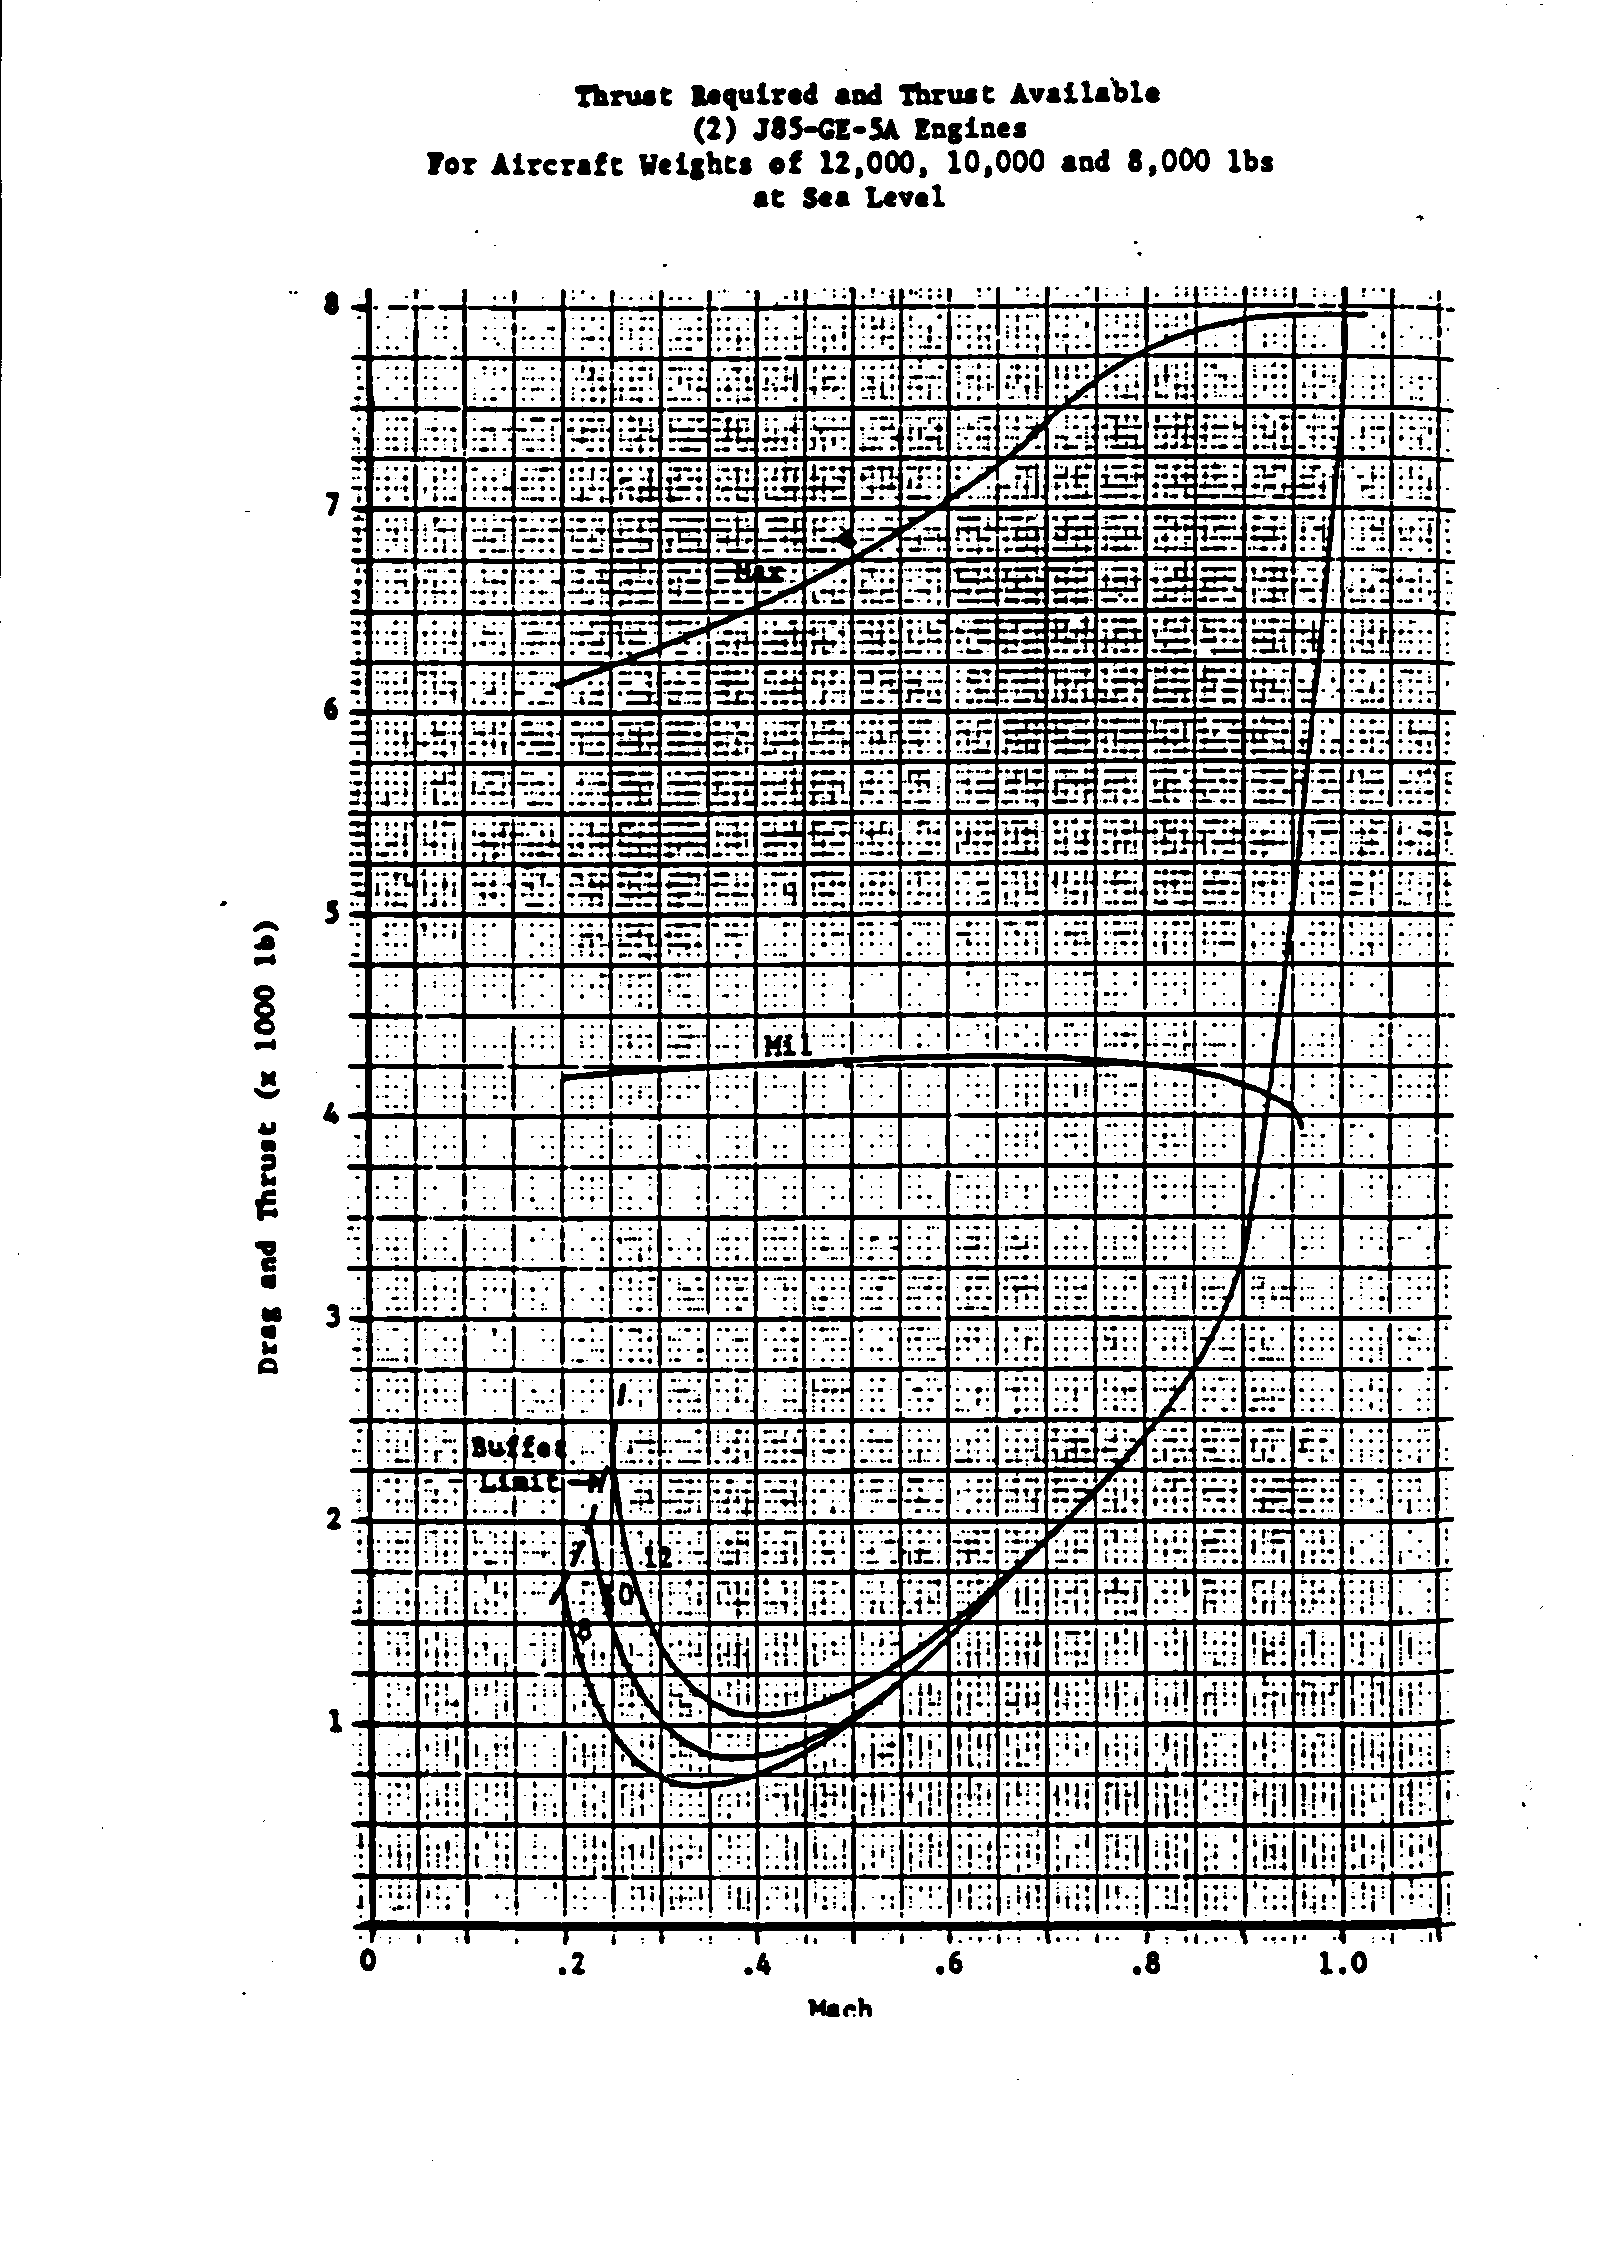 Thrust Required and Thrust Available
(2) J85-GE-5A Engines
For Aircraft Weights of 12,000, 10,000 and 8,000 lbs
at Sea Level
8
7
Max
6
5
Drag and Thrust (x 1000 lb)
Mil
4
3
Buffet
Limit
2
12
10
8
1
0
.2
.4
.6
.8
1.0
Mach